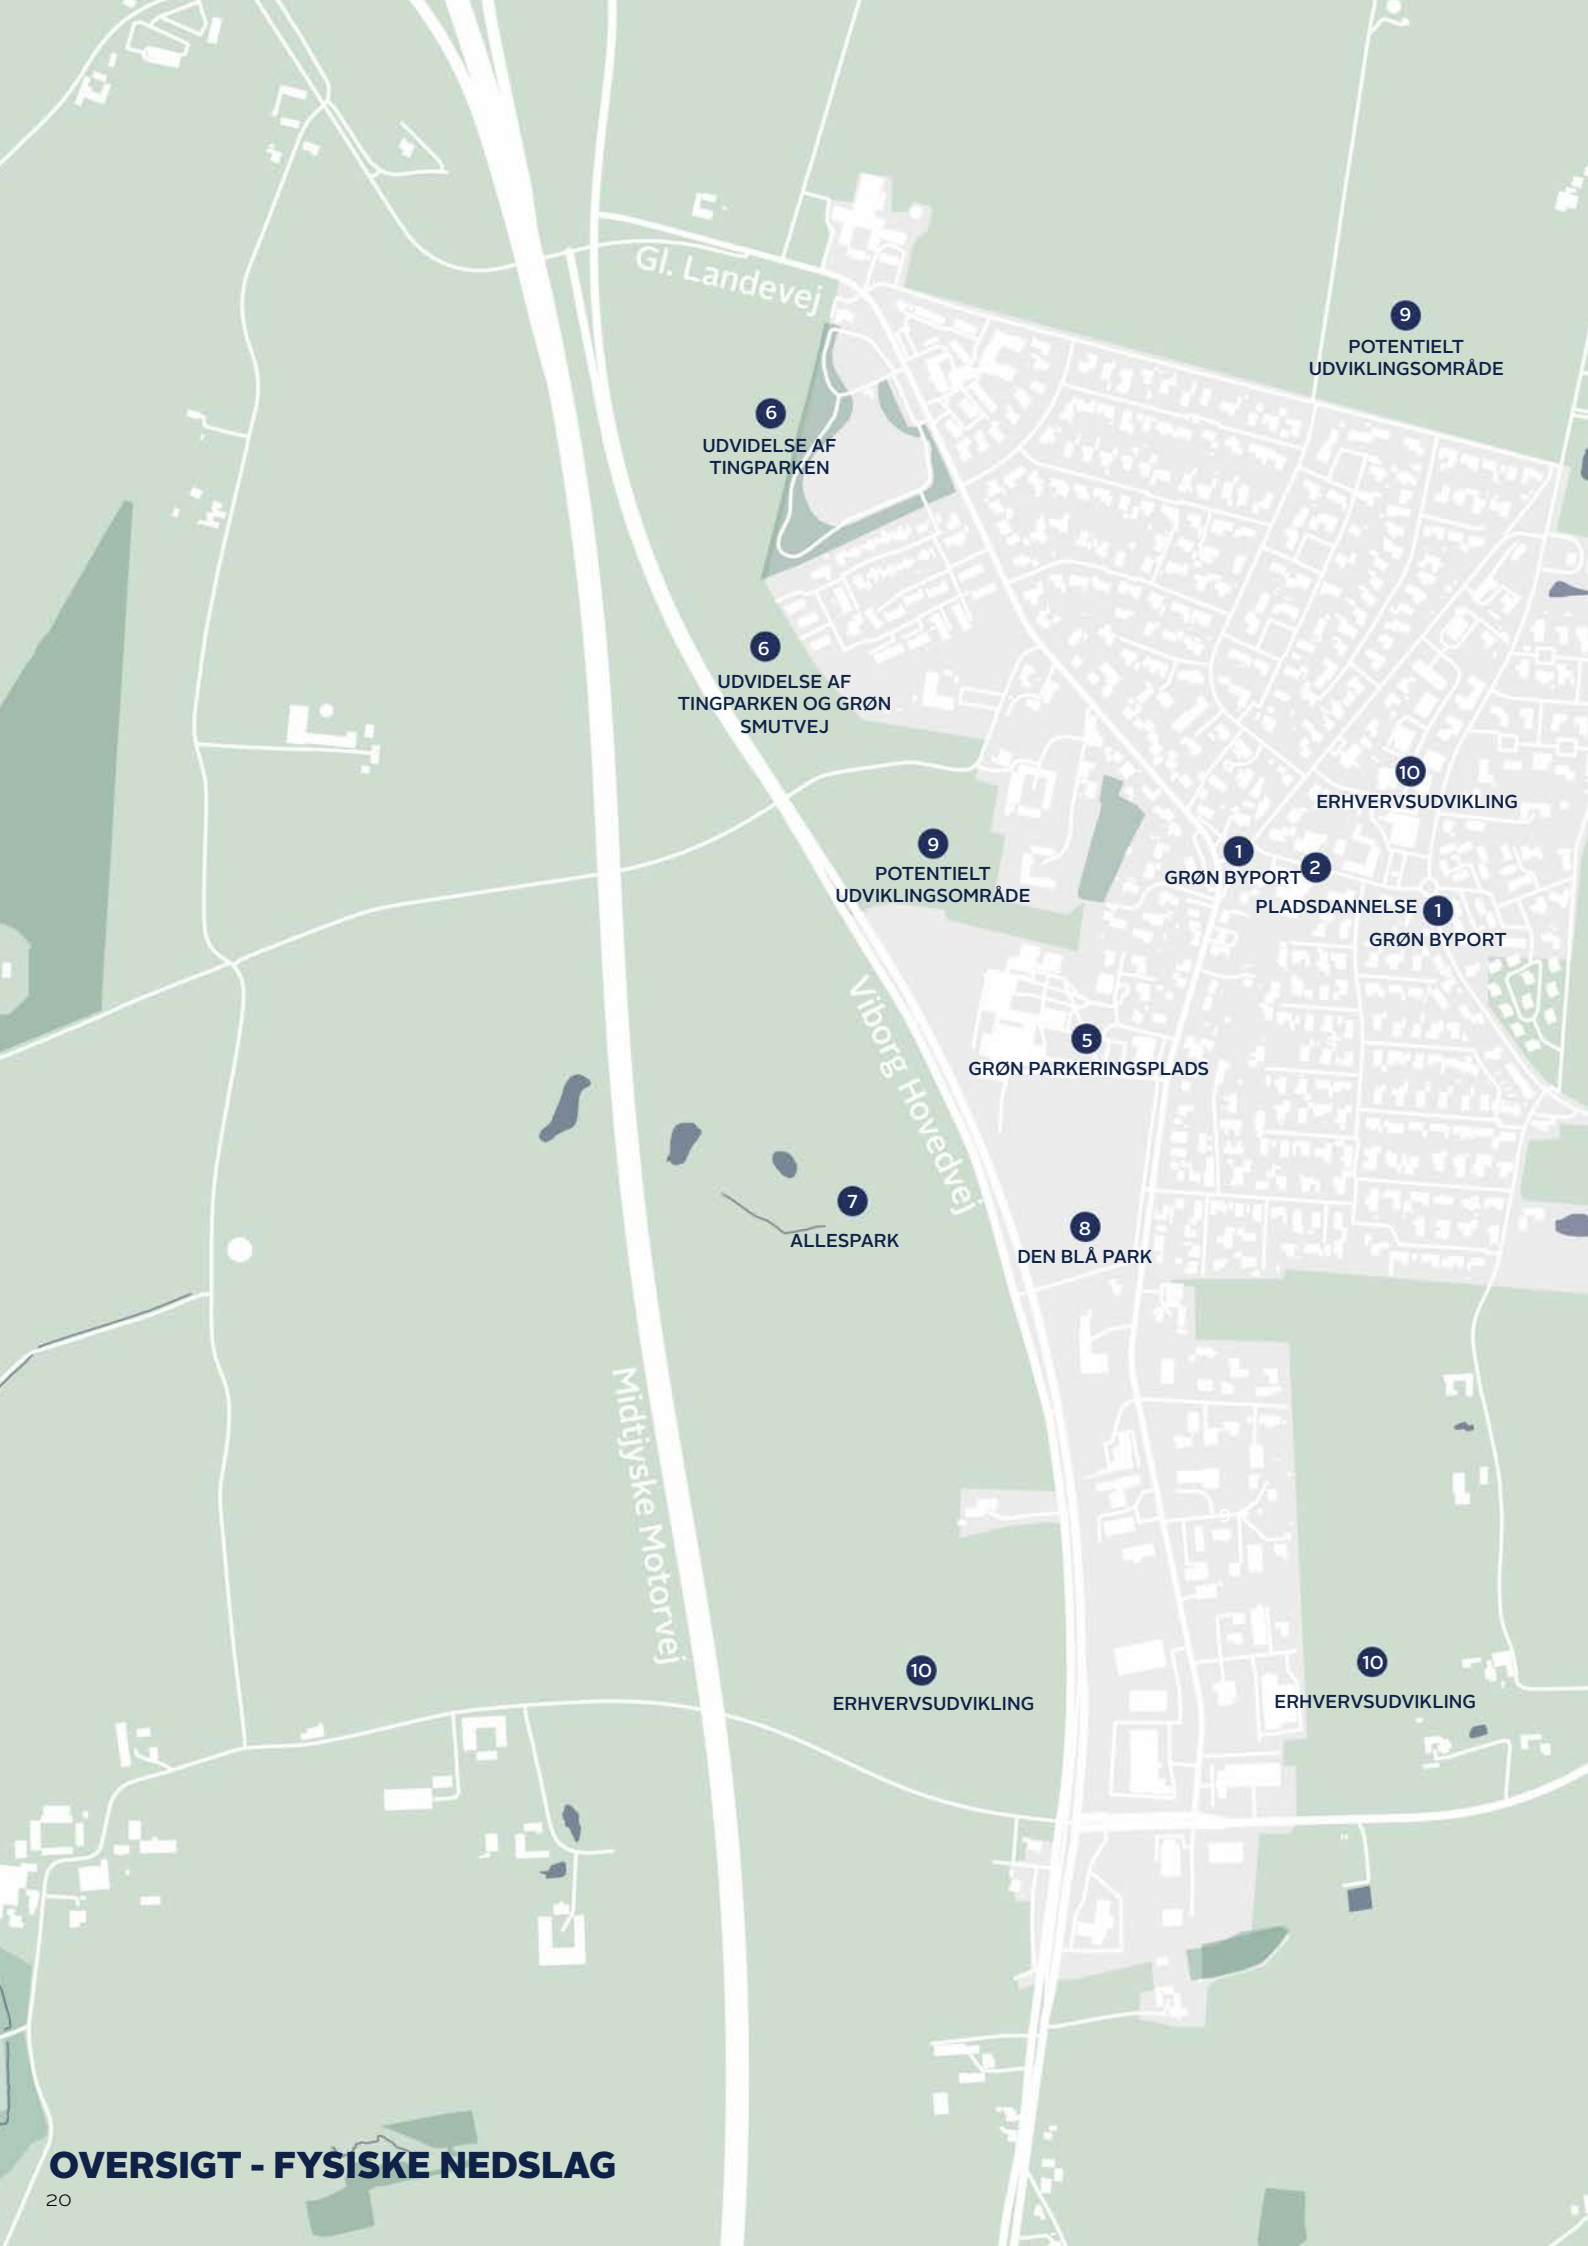 Gl. Landevej
9
POTENTIELT
UDVIKLINGSOMRÅDE
6
UDVIDELSE AF
TINGPARKEN
6
UDVIDELSE AF
TINGPARKEN OG GRØN
SMUTVEJ
10
ERHVERVSUDVIKLING
9
POTENTIELT
UDVIKLINGSOMRÅDE
1
GRØN BYPORT
2
PLADSDANNELSE
1
GRØN BYPORT
Viborg Hovedvej
5
GRØN PARKERINGSPLADS
7
ALLESPARK
8
DEN BLÅ PARK
Midtjyske Motorvej
9
10
ERHVERVSUDVIKLING
10
ERHVERVSUDVIKLING
OVERSIGT - FYSISKE NEDSLAG
20